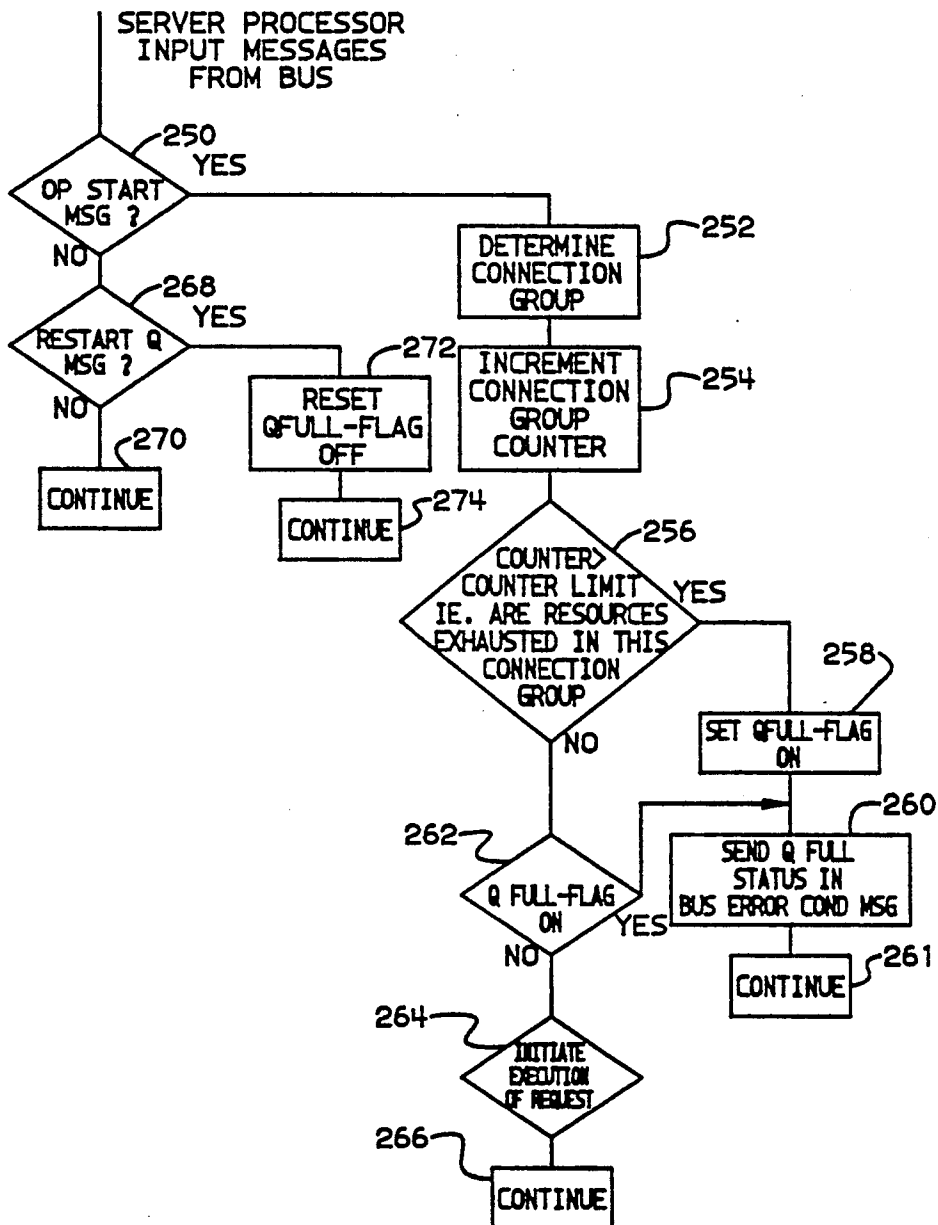 SERVER PROCESSOR
INPUT MESSAGES
FROM BUS
250
YES
OP START
MSG ?
NO
252
DETERMINE
CONNECTION
GROUP
268
YES
RESTART Q
MSG ?
NO
272
RESET
QFULL-FLAG
OFF
INCREMENT
CONNECTION
GROUP
COUNTER
254
270
CONTINUE
274
CONTINUE
256
COUNTER>
COUNTER LIMIT
IE. ARE RESOURCES
EXHAUSTED IN THIS
CONNECTION
GROUP
YES
NO
258
SET QFULL-FLAG
ON
260
SEND Q FULL
STATUS IN
BUS ERROR COND MSG
261
CONTINUE
262
Q FULL-FLAG
ON
YES
NO
264
INITIATE
EXECUTION
OF REQUEST
266
CONTINUE